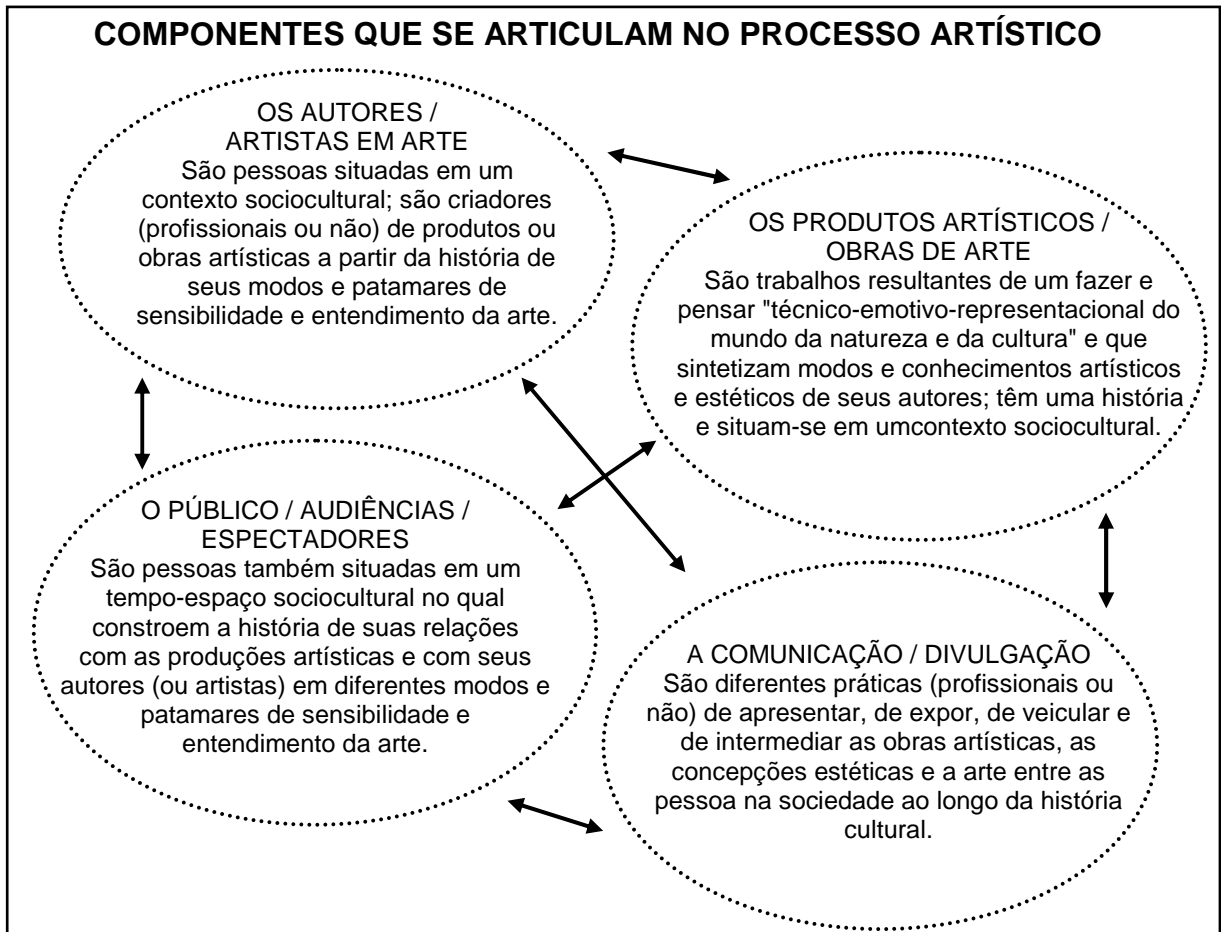 COMPONENTES QUE SE ARTICULAM NO PROCESSO ARTÍSTICO
OS AUTORES /
ARTISTAS EM ARTE
São pessoas situadas em um
contexto sociocultural; são criadores
(profissionais ou não) de produtos ou
obras artísticas a partir da história de
seus modos e patamares de
sensibilidade e entendimento da arte.
OS PRODUTOS ARTÍSTICOS /
OBRAS DE ARTE
São trabalhos resultantes de um fazer e
pensar "técnico-emotivo-representacional do
mundo da natureza e da cultura" e que
sintetizam modos e conhecimentos artísticos
e estéticos de seus autores; têm uma história
e situam-se em umcontexto sociocultural.
O PÚBLICO / AUDIÊNCIAS /
ESPECTADORES
São pessoas também situadas em um
tempo-espaço sociocultural no qual
constroem a história de suas relações
com as produções artísticas e com seus
autores (ou artistas) em diferentes modos e
patamares de sensibilidade e
entendimento da arte.
A COMUNICAÇÃO / DIVULGAÇÃO
São diferentes práticas (profissionais ou
não) de apresentar, de expor, de veicular e
de intermediar as obras artísticas, as
concepções estéticas e a arte entre as
pessoa na sociedade ao longo da história
cultural.